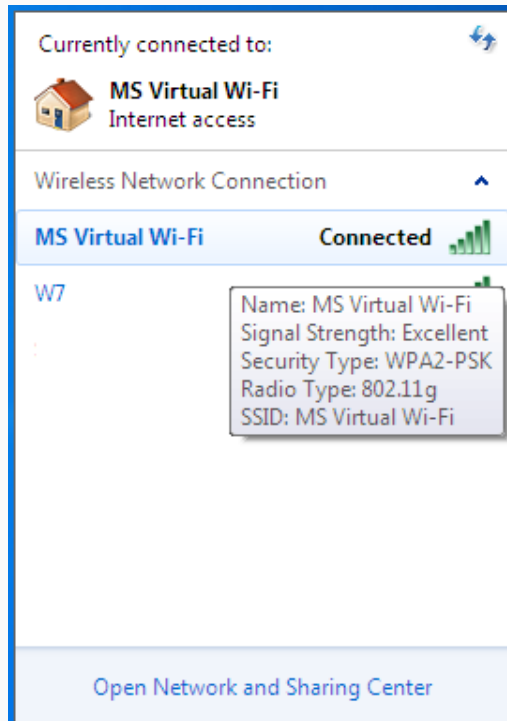 Currently connected to:
MS Virtual Wi-Fi
Internet access
Wireless Network Connection
MS Virtual Wi-Fi Connected
W7
Name: MS Virtual Wi-Fi
Signal Strength: Excellent
Security Type: WPA2-PSK
Radio Type: 802.11g
SSID: MS Virtual Wi-Fi
Open Network and Sharing Center